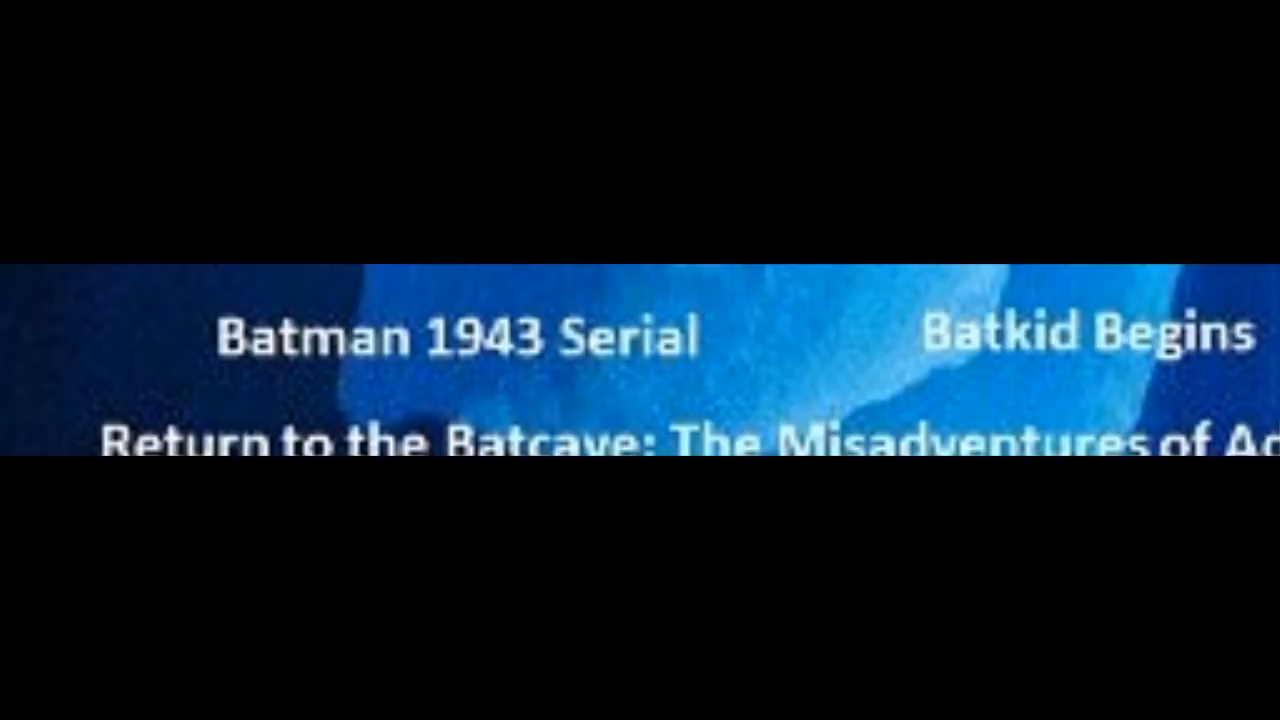 Batman 1943 Serial Batkid Begins
Return to the Batcave: The Misadventures of